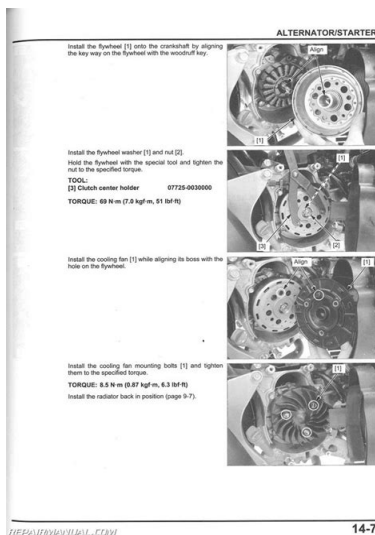 ALTERNATOR/STARTER
Install the flywheel [1] onto the crankshaft by aligning
the key way on the flywheel with the woodruff key.
Align
[1]
Install the flywheel washer [1] and nut [2].
Hold the flywheel with the special tool and tighten the
nut to the specified torque.
TOOL:
[3] Clutch center holder 07725-0030000
TORQUE: 69 N·m (7.0 kgf·m, 51 lbf·ft)
[1]
[3]
[2]
Install the cooling fan [1] while aligning its boss with the
hole on the flywheel.
Align
[1]
Install the cooling fan mounting bolts [1] and tighten
them to the specified torque.
TORQUE: 8.5 N·m (0.87 kgf·m, 6.3 lbf·ft)
Install the radiator back in position (page 9-7).
[1]
14-7
REPAIRMANUAL.COM